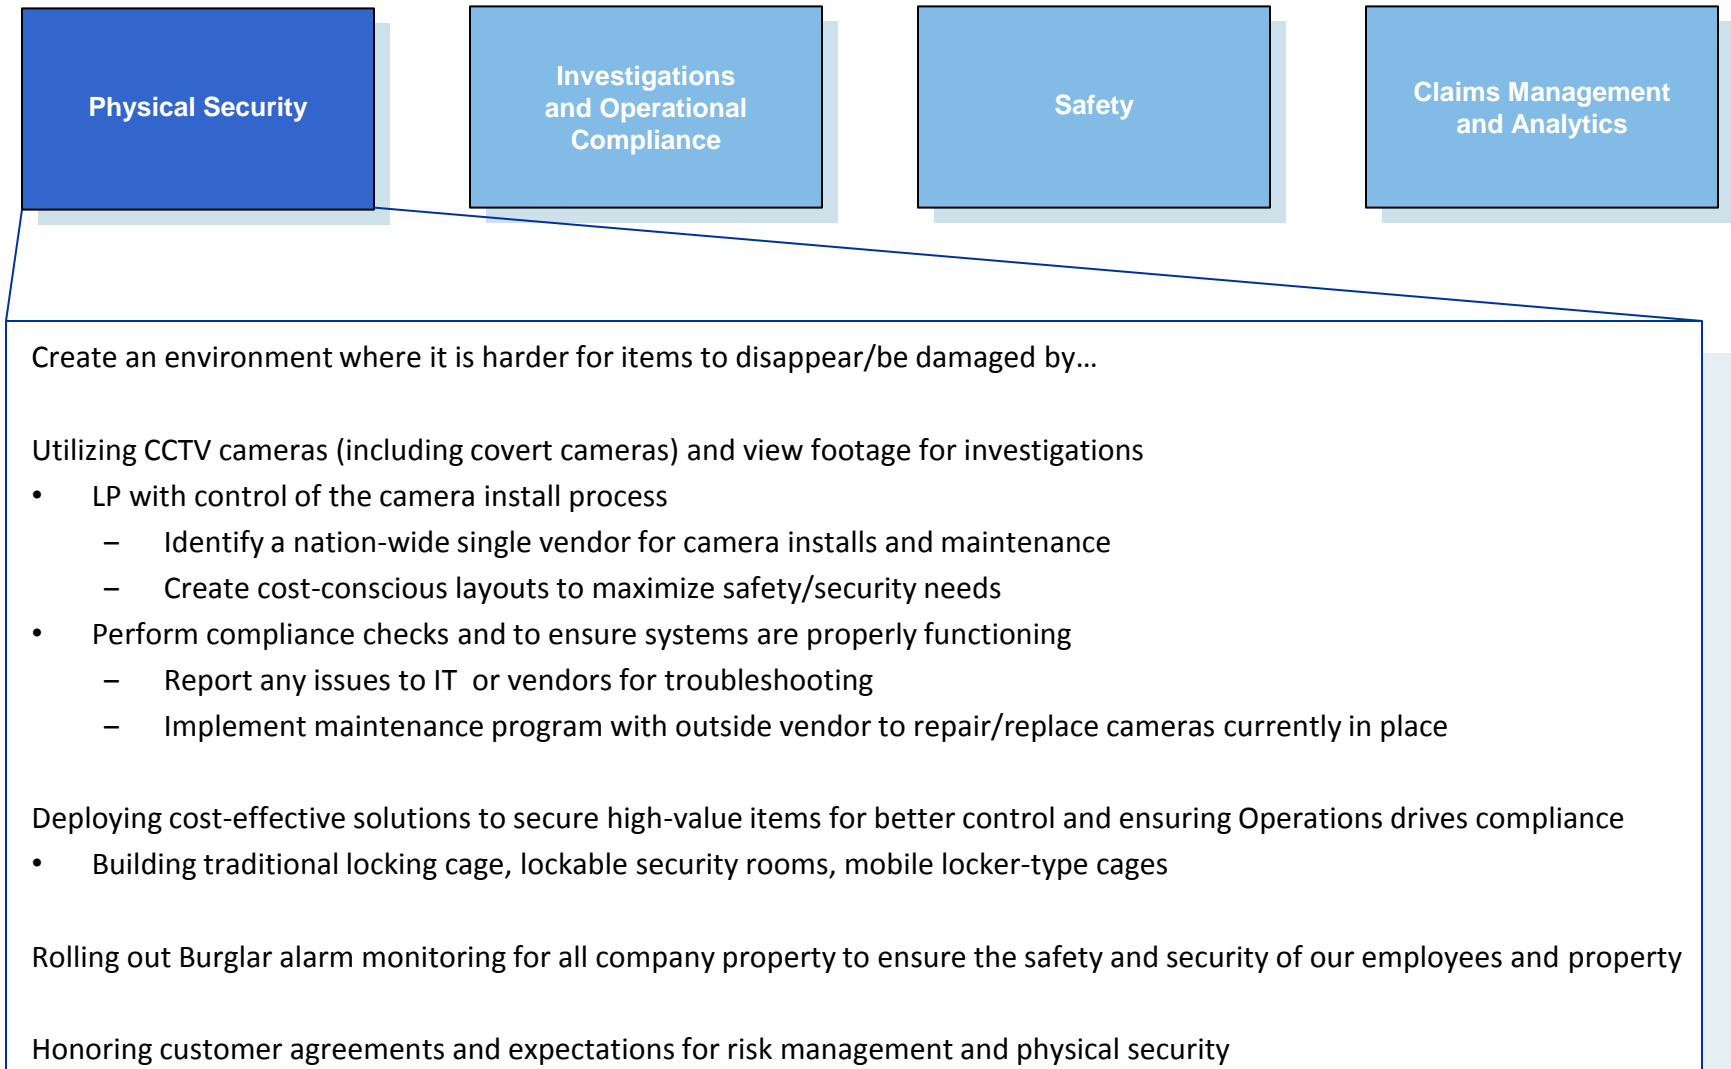 Physical Security
Investigations
and Operational
Compliance
Safety
Claims Management
and Analytics
Create an environment where it is harder for items to disappear/be damaged by…
Utilizing CCTV cameras (including covert cameras) and view footage for investigations
• LP with control of the camera install process
– Identify a nation-wide single vendor for camera installs and maintenance
– Create cost-conscious layouts to maximize safety/security needs
• Perform compliance checks and to ensure systems are properly functioning
– Report any issues to IT  or vendors for troubleshooting
– Implement maintenance program with outside vendor to repair/replace cameras currently in place
Deploying cost-effective solutions to secure high-value items for better control and ensuring Operations drives compliance
• Building traditional locking cage, lockable security rooms, mobile locker-type cages
Rolling out Burglar alarm monitoring for all company property to ensure the safety and security of our employees and property
Honoring customer agreements and expectations for risk management and physical security